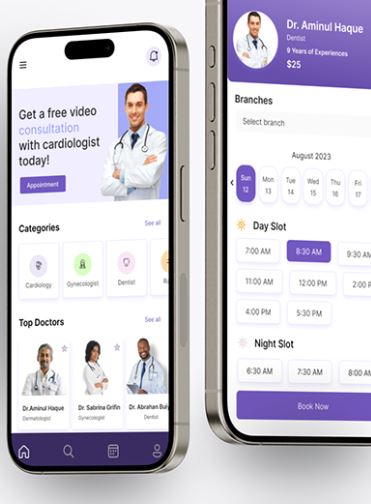 Get a free video
consultation
with cardiologist
today!
Appointment
Categories
See all
Cardiology
Gynecologist
Dentist
Top Doctors
See all
Dr.Aminul Haque
Dermatologist
Dr. Sabrina Grifin
Gynecologist
Dr. Abrahan
Dentist
Dr. Aminul Haque
Dentist
9 Years of Experiences
$25
Branches
Select branch
August 2023
Sun Mon Tue Wed Thu Fri
12 13 14 15 16 17
Day Slot
7:00 AM 8:30 AM 9:30 AM
11:00 AM 12:00 PM 2:00
4:00 PM 5:30 PM
Night Slot
6:30 AM 7:30 AM 8:00 AM
Book Now